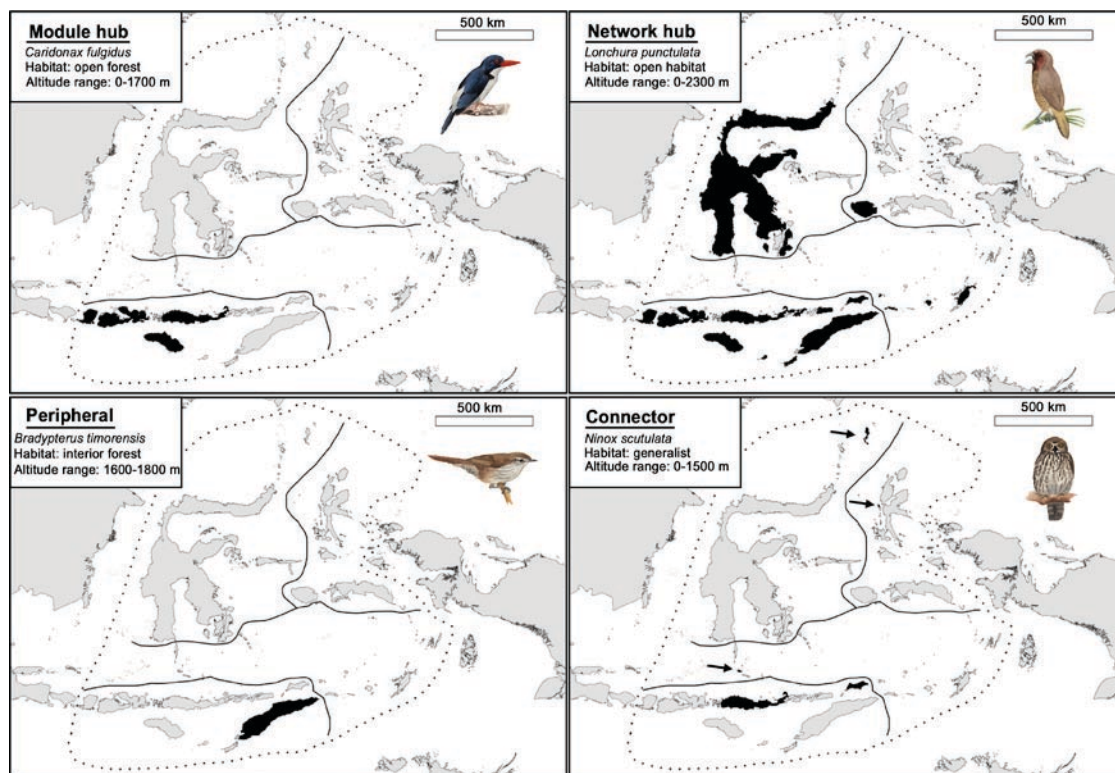 Module hub
Caridonax fulgidus
Habitat: open forest
Altitude range: 0-1700 m
500 km
Network hub
Lonchura punctulata
Habitat: open habitat
Altitude range: 0-2300 m
500 km
Peripheral
Bradypterus timorensis
Habitat: interior forest
Altitude range: 1600-1800 m
500 km
Connector
Ninox scutulata
Habitat: generalist
Altitude range: 0-1500 m
500 km